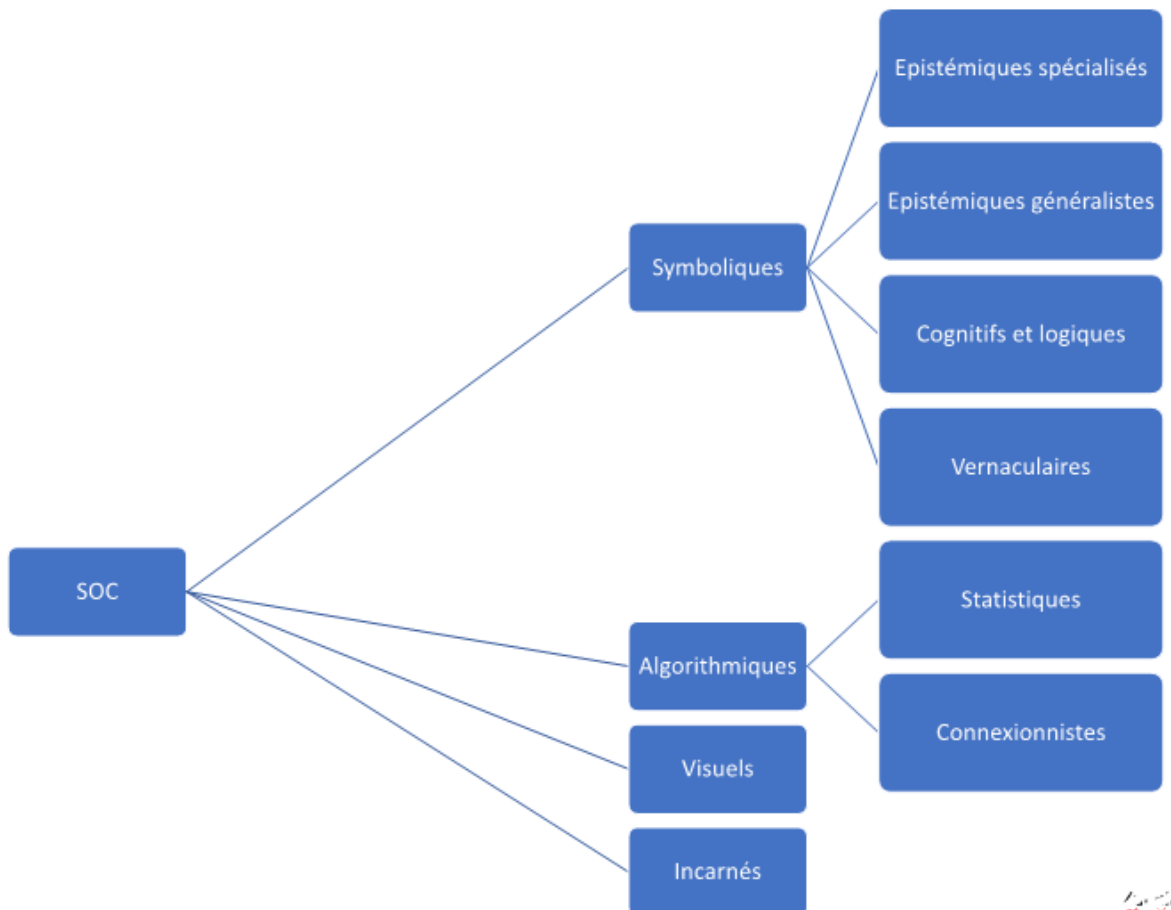 Epistémiques spécialisés
Epistémiques généralistes
Symboliques
Cognitifs et logiques
Vernaculaires
SOC
Statistiques
Algorithmiques
Connexionnistes
Visuels
Incarnés